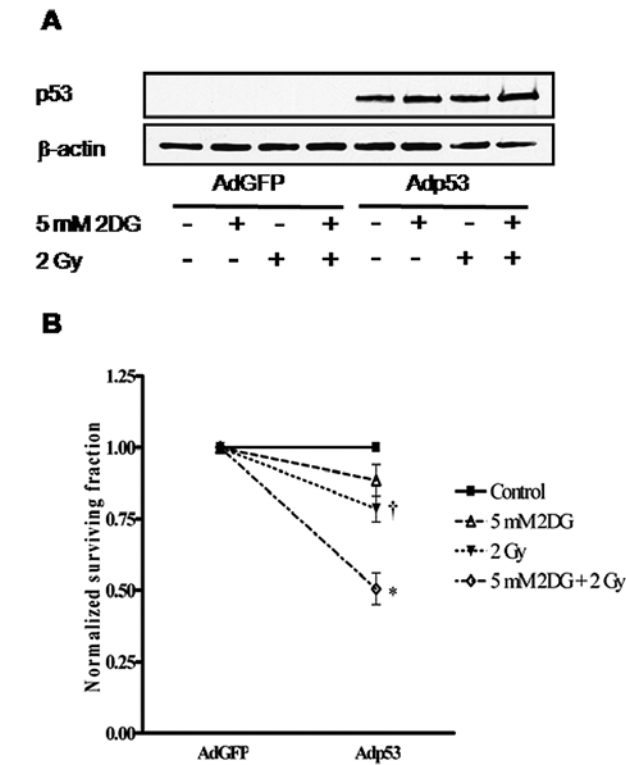 A
p53
β-actin
AdGFP Adp53
5 mM 2DG - + - + - + - +
2 Gy - - + + - - + +
B
1.25
1.00
0.75
0.50
0.25
0.00
Normalized surviving fraction
†
*
AdGFP Adp53
Control
5 mM2DG
2 Gy
5 mM2DG + 2 Gy